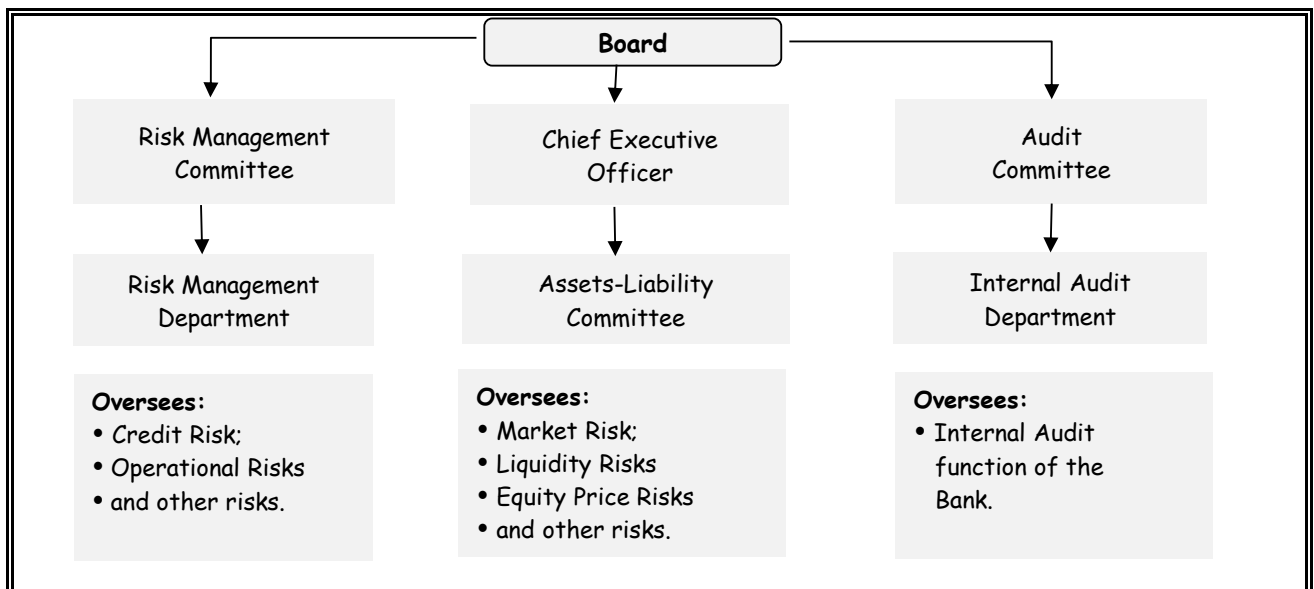 Board
Risk Management
Committee
Chief Executive
Officer
Audit
Committee
Risk Management
Department
Assets-Liability
Committee
Internal Audit
Department
Oversees:
• Credit Risk;
• Operational Risks
• and other risks.
Oversees:
• Market Risk;
• Liquidity Risks
• Equity Price Risks
• and other risks.
Oversees:
• Internal Audit
function of the
Bank.